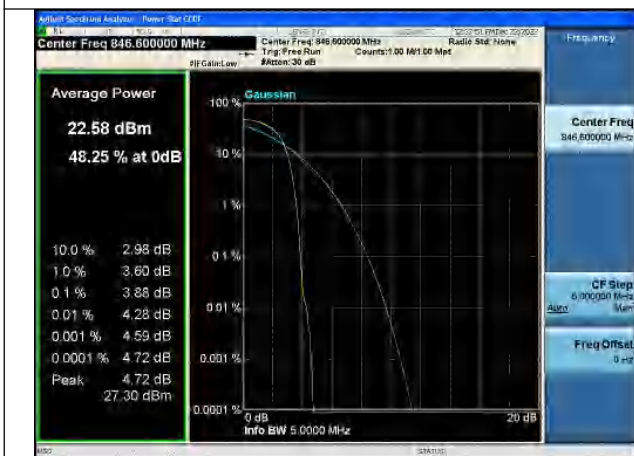 Agilent Spectrum Analyzer - Power Stat CCDF
Center Freq 846.600000 MHz
Center Freq: 846.600000 MHz
Radio Std: None
Trig: Free Run
Counts:1.00 M/1.00 Mpt
#IFGain:Low
#Atten: 30 dB
Frequency
Average Power
22.58 dBm
48.25 % at 0dB
10.0 % 2.98 dB
1.0 % 3.60 dB
0.1 % 3.88 dB
0.01 % 4.28 dB
0.001 % 4.59 dB
0.0001 % 4.72 dB
Peak 4.72 dB
27.30 dBm
Gaussian
100 %
10 %
1 %
0.1 %
0.01 %
0.001 %
0.0001 %
0 dB
20 dB
Info BW 5.0000 MHz
Center Freq
846.600000 MHz
CF Step
5.000000 MHz
Auto Man
Freq Offset
0 Hz
MSG
STATUS